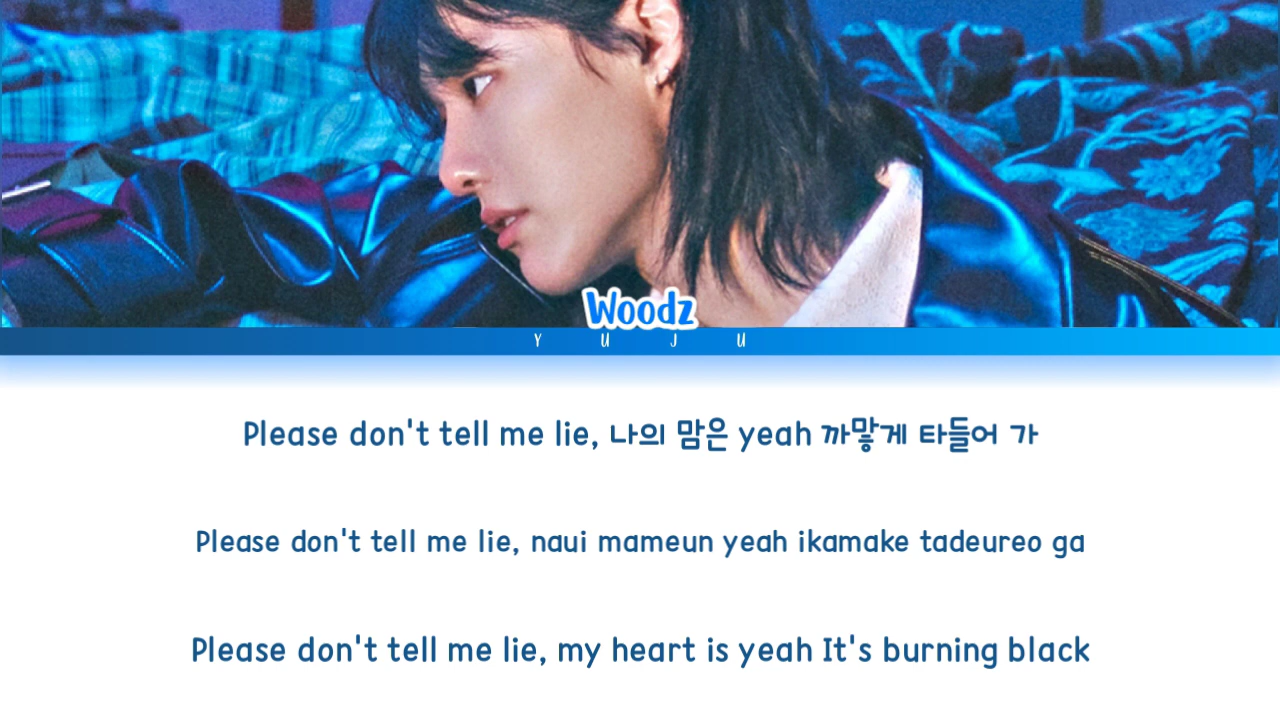 Woodz
YUJU
Please don't tell me lie, 나의 맘은 yeah 까맣게 타들어 가
Please don't tell me lie, naui mameun yeah ikamake tadeureo ga
Please don't tell me lie, my heart is yeah It's burning black